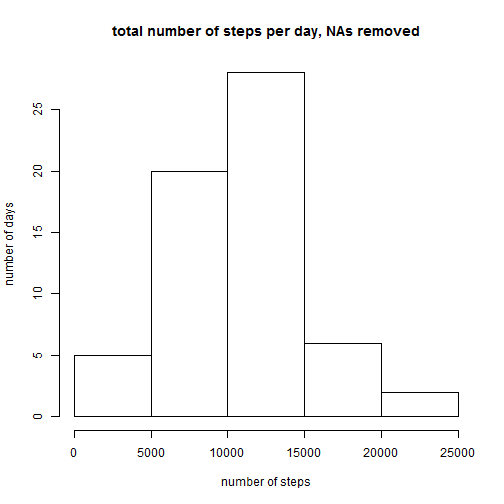 total number of steps per day, NAs removed
number of days
25
20
15
10
5
0
0 5000 10000 15000 20000 25000
number of steps